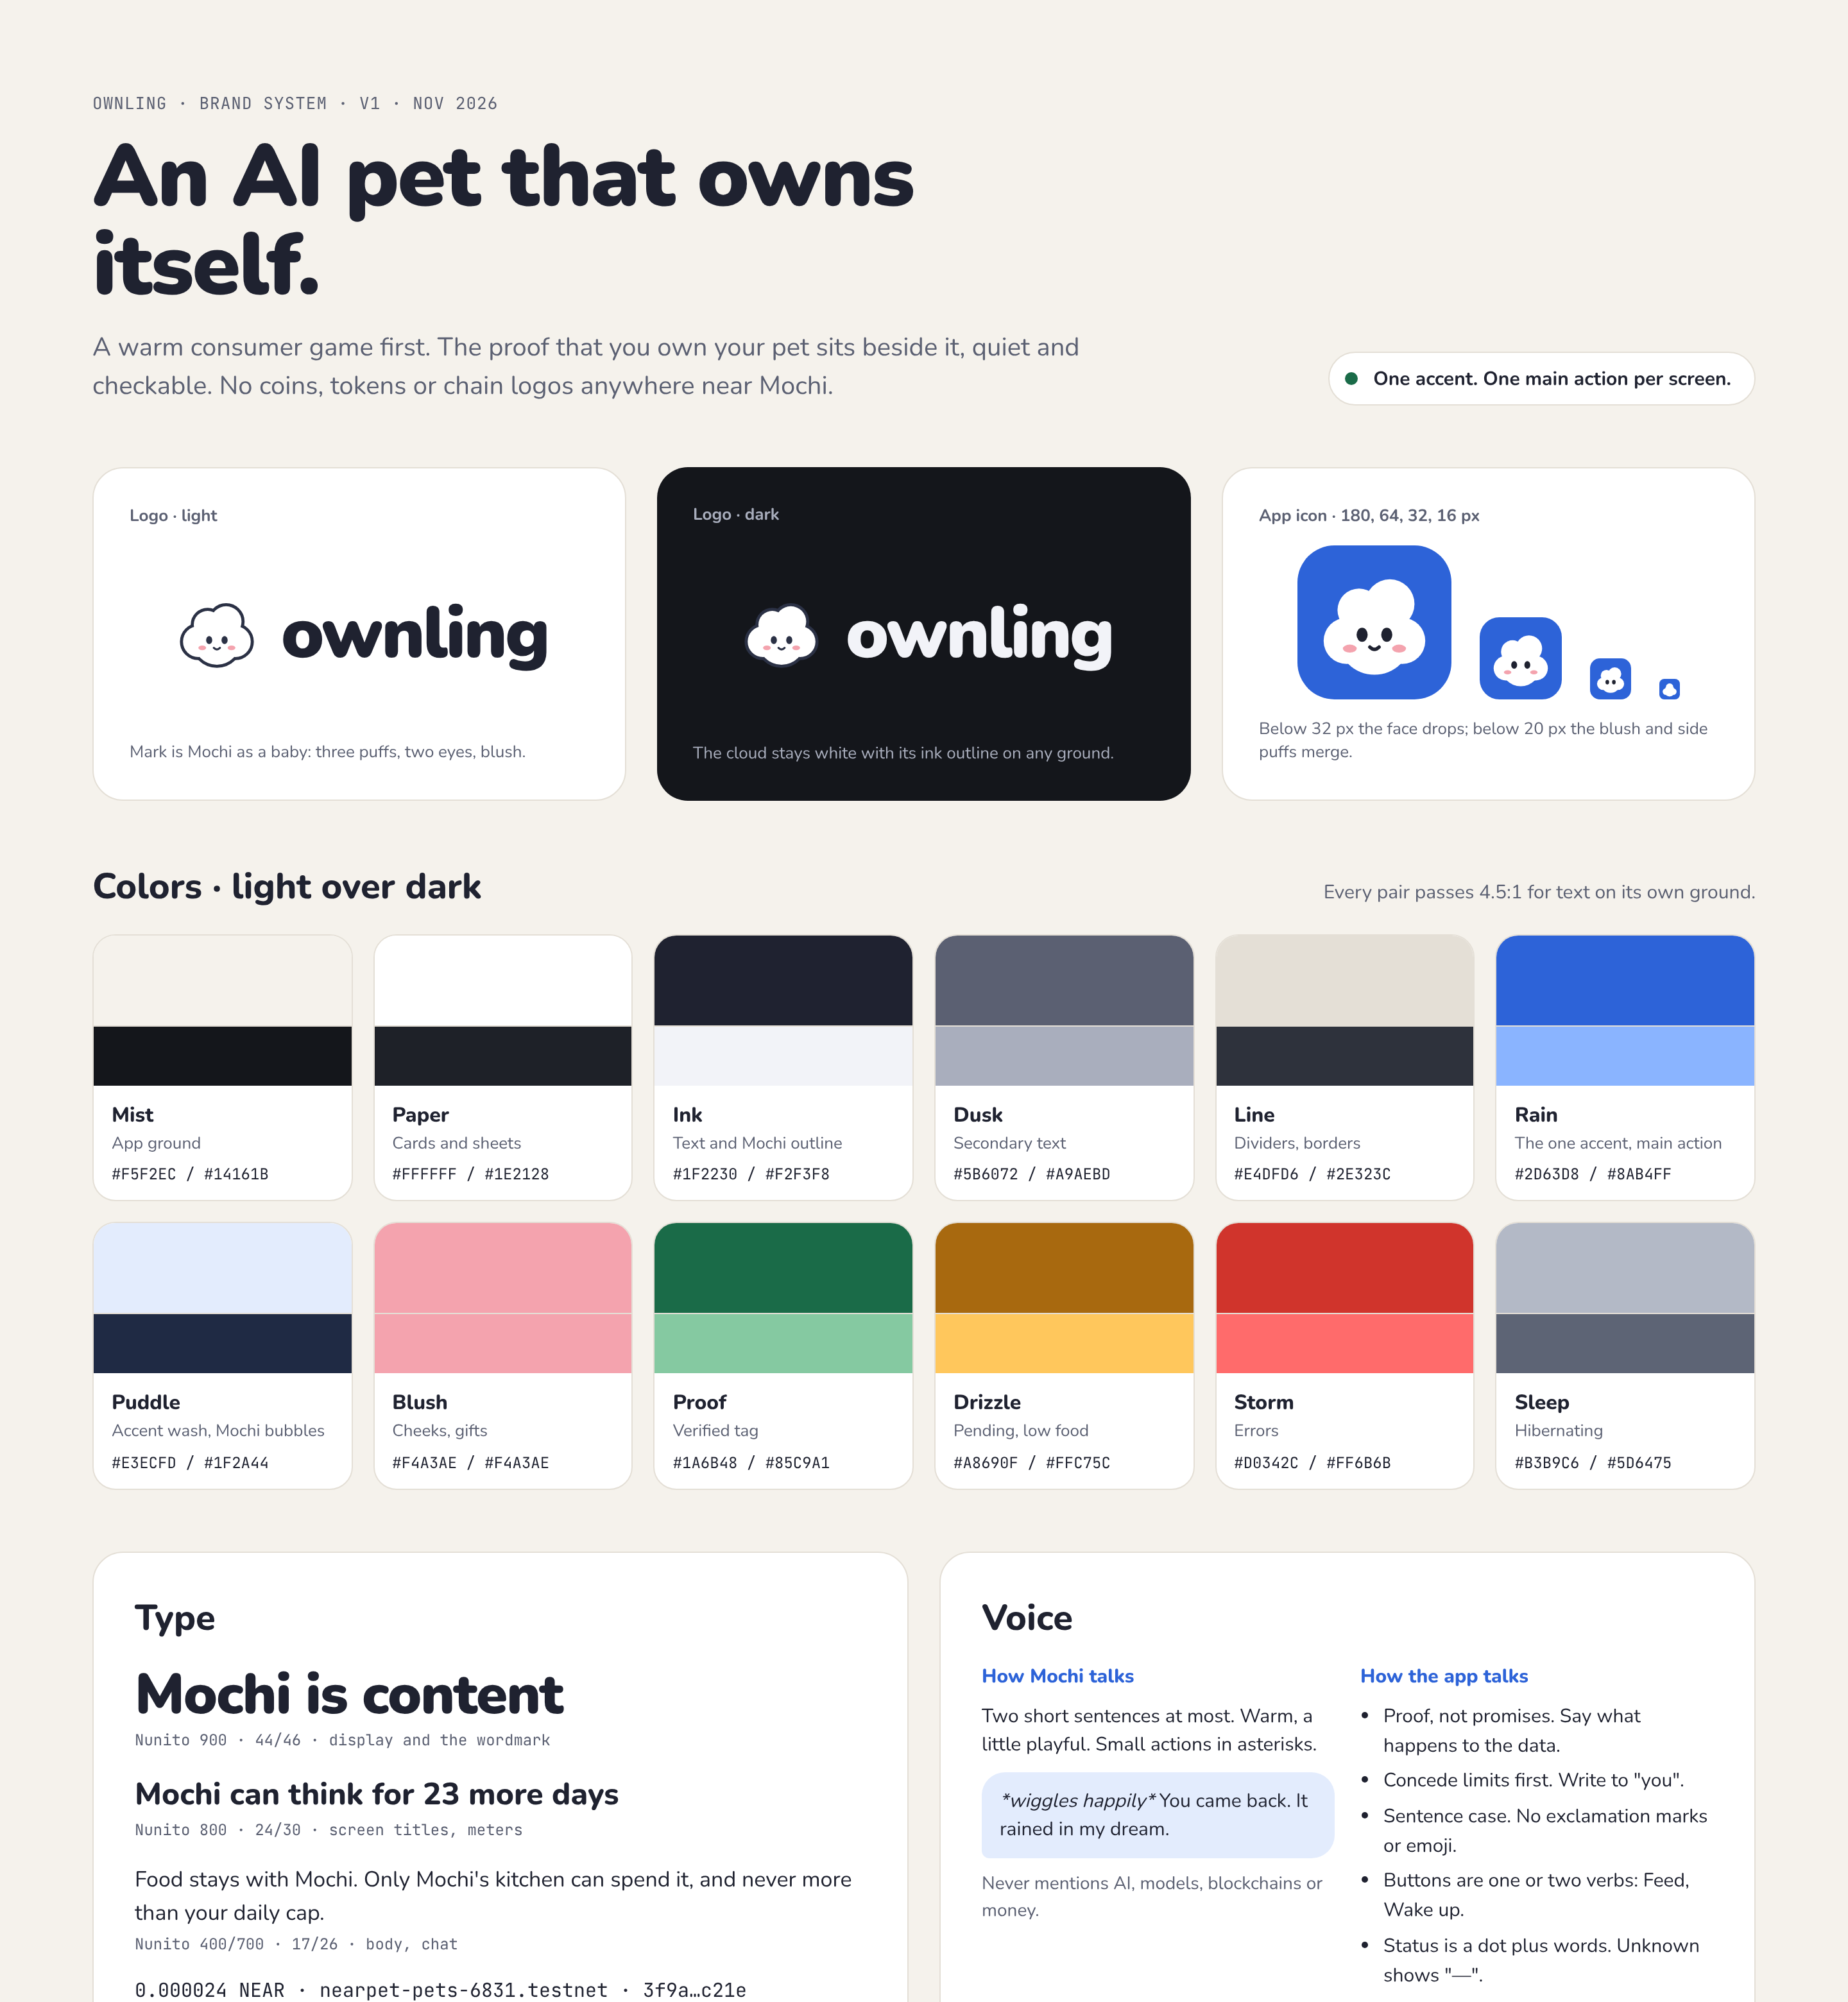 OWNLING · BRAND SYSTEM · V1 · NOV 2026
An AI pet that owns
itself.
A warm consumer game first. The proof that you own your pet sits beside it, quiet and
checkable. No coins, tokens or chain logos anywhere near Mochi.
One accent. One main action per screen.
Logo · light
ownling
Mark is Mochi as a baby: three puffs, two eyes, blush.
Logo · dark
ownling
The cloud stays white with its ink outline on any ground.
App icon · 180, 64, 32, 16 px
Below 32 px the face drops; below 20 px the blush and side
puffs merge.
Colors · light over dark
Every pair passes 4.5:1 for text on its own ground.
Mist
App ground
#F5F2EC / #14161B
Paper
Cards and sheets
#FFFFFF / #1E2128
Ink
Text and Mochi outline
#1F2230 / #F2F3F8
Dusk
Secondary text
#5B6072 / #A9AEBD
Line
Dividers, borders
#E4DFD6 / #2E323C
Rain
The one accent, main action
#2D63D8 / #8AB4FF
Puddle
Accent wash, Mochi bubbles
#E3ECFD / #1F2A44
Blush
Cheeks, gifts
#F4A3AE / #F4A3AE
Proof
Verified tag
#1A6B48 / #85C9A1
Drizzle
Pending, low food
#A8690F / #FFC75C
Storm
Errors
#D0342C / #FF6B6B
Sleep
Hibernating
#B3B9C6 / #5D6475
Type
Mochi is content
Nunito 900 · 44/46 · display and the wordmark
Mochi can think for 23 more days
Nunito 800 · 24/30 · screen titles, meters
Food stays with Mochi. Only Mochi's kitchen can spend it, and never more
than your daily cap.
Nunito 400/700 · 17/26 · body, chat
0.000024 NEAR · nearpet-pets-6831.testnet · 3f9a…c21e
Voice
How Mochi talks
Two short sentences at most. Warm, a
little playful. Small actions in asterisks.
*wiggles happily* You came back. It
rained in my dream.
Never mentions AI, models, blockchains or
money.
How the app talks
• Proof, not promises. Say what
happens to the data.
• Concede limits first. Write to "you".
• Sentence case. No exclamation marks
or emoji.
• Buttons are one or two verbs: Feed,
Wake up.
• Status is a dot plus words. Unknown
shows "—".